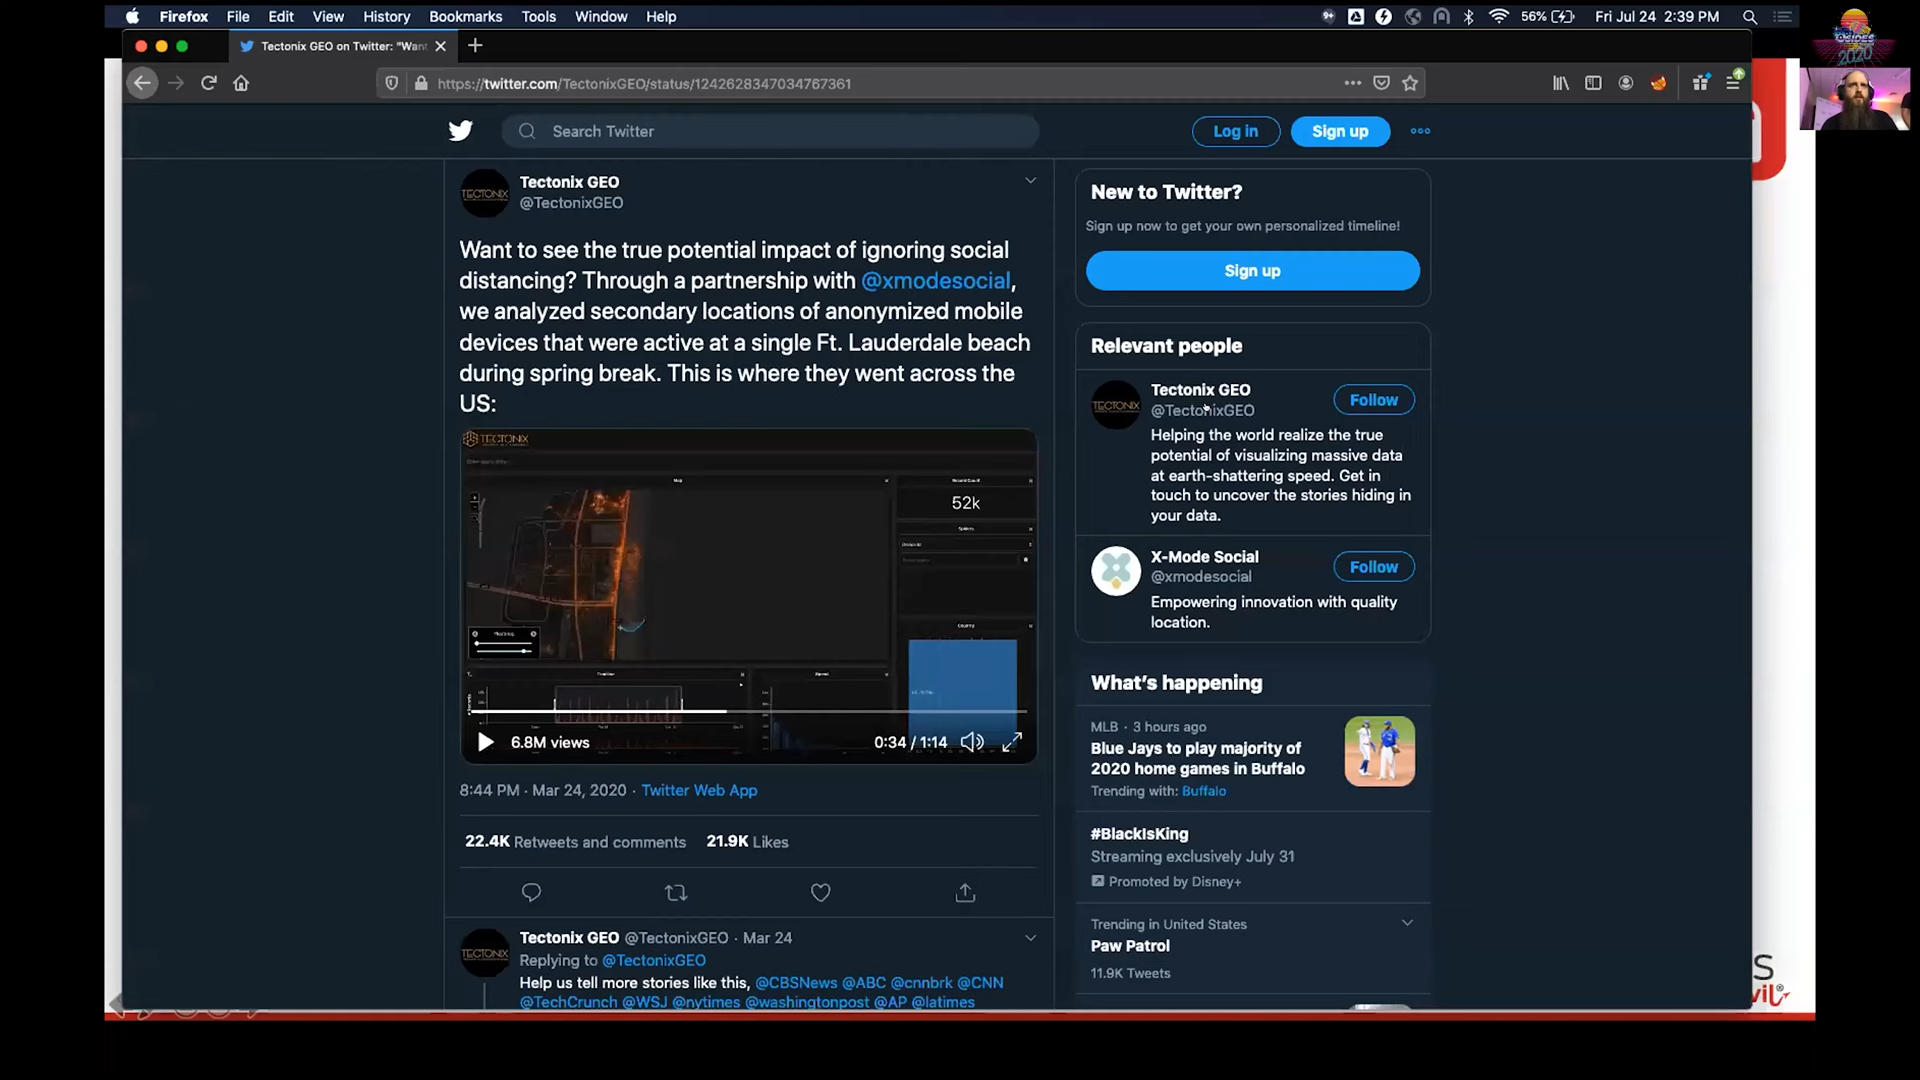 Firefox File Edit View History Bookmarks Tools Window Help
56% Fri Jul 24 2:39 PM
Tectonix GEO on Twitter: "Want
https://twitter.com/TectonixGEO/status/1242628347034767361
Search Twitter
Log in
Sign up
Tectonix GEO
@TectonixGEO
Want to see the true potential impact of ignoring social
distancing? Through a partnership with @xmodesocial,
we analyzed secondary locations of anonymized mobile
devices that were active at a single Ft. Lauderdale beach
during spring break. This is where they went across the
US:
TECTONIX
Map
52k
6.8M views
0:34 / 1:14
8:44 PM · Mar 24, 2020 · Twitter Web App
22.4K Retweets and comments 21.9K Likes
Tectonix GEO @TectonixGEO · Mar 24
Replying to @TectonixGEO
Help us tell more stories like this, @CBSNews @ABC @cnnbrk @CNN
@TechCrunch @WSJ @nytimes @washingtonpost @AP @latimes
New to Twitter?
Sign up now to get your own personalized timeline!
Sign up
Relevant people
Tectonix GEO
@TectonixGEO
Follow
Helping the world realize the true
potential of visualizing massive data
at earth-shattering speed. Get in
touch to uncover the stories hiding in
your data.
X-Mode Social
@xmodesocial
Follow
Empowering innovation with quality
location.
What's happening
MLB · 3 hours ago
Blue Jays to play majority of
2020 home games in Buffalo
Trending with: Buffalo
#BlackIsKing
Streaming exclusively July 31
Promoted by Disney+
Trending in United States
Paw Patrol
11.9K Tweets
2020